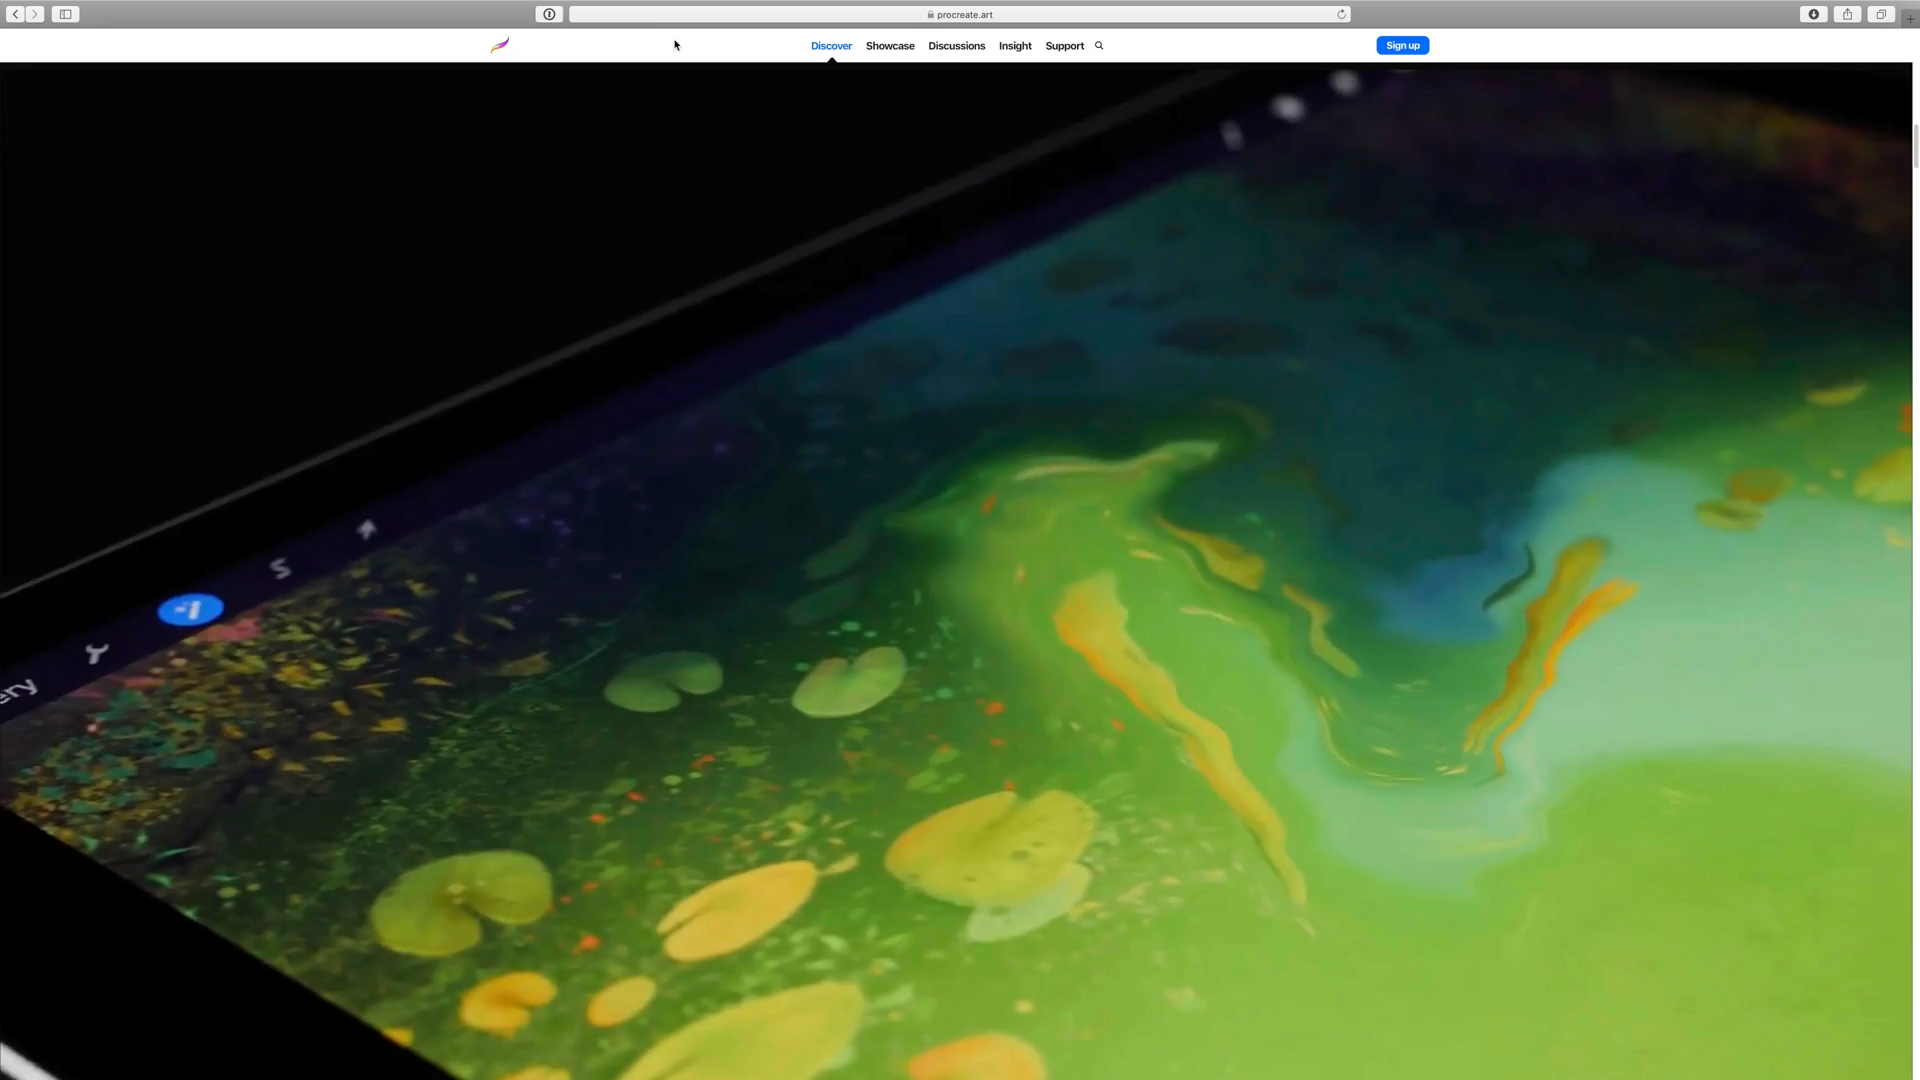 procreate.art
Discover Showcase Discussions Insight Support
Sign up